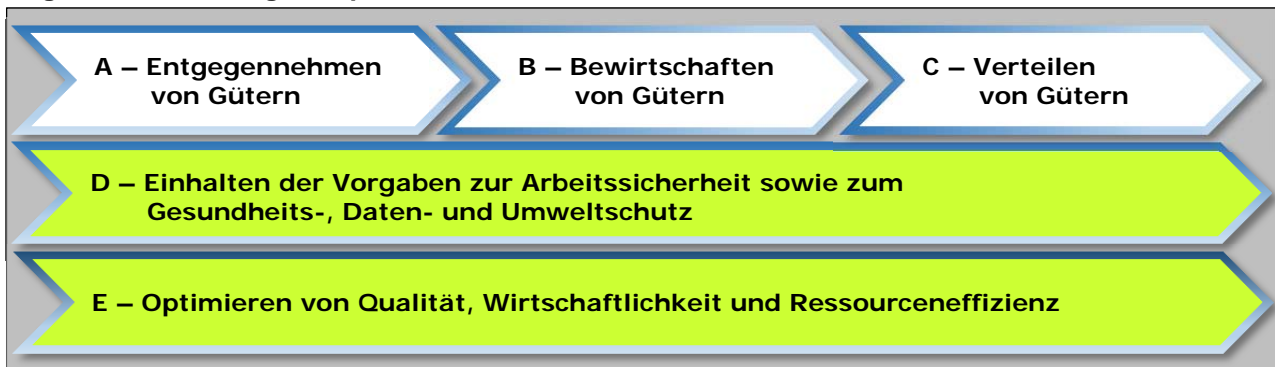 A – Entgegennehmen
von Gütern
B – Bewirtschaften
von Gütern
C – Verteilen
von Gütern
D – Einhalten der Vorgaben zur Arbeitssicherheit sowie zum
Gesundheits-, Daten- und Umweltschutz
E – Optimieren von Qualität, Wirtschaftlichkeit und Ressourceneffizienz